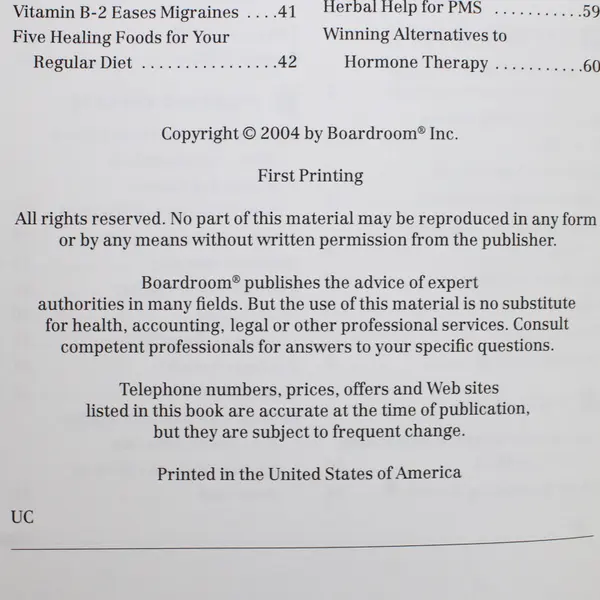 Vitamin B-2 Eases Migraines . . . .41
Five Healing Foods for Your
Regular Diet . . . . . . . . . . . . . . . .42
Herbal Help for PMS . . . . . . . . . . .59
Winning Alternatives to
Hormone Therapy . . . . . . . . . . .60
Copyright © 2004 by Boardroom® Inc.
First Printing
All rights reserved. No part of this material may be reproduced in any form
or by any means without written permission from the publisher.
Boardroom® publishes the advice of expert
authorities in many fields. But the use of this material is no substitute
for health, accounting, legal or other professional services. Consult
competent professionals for answers to your specific questions.
Telephone numbers, prices, offers and Web sites
listed in this book are accurate at the time of publication,
but they are subject to frequent change.
Printed in the United States of America
UC